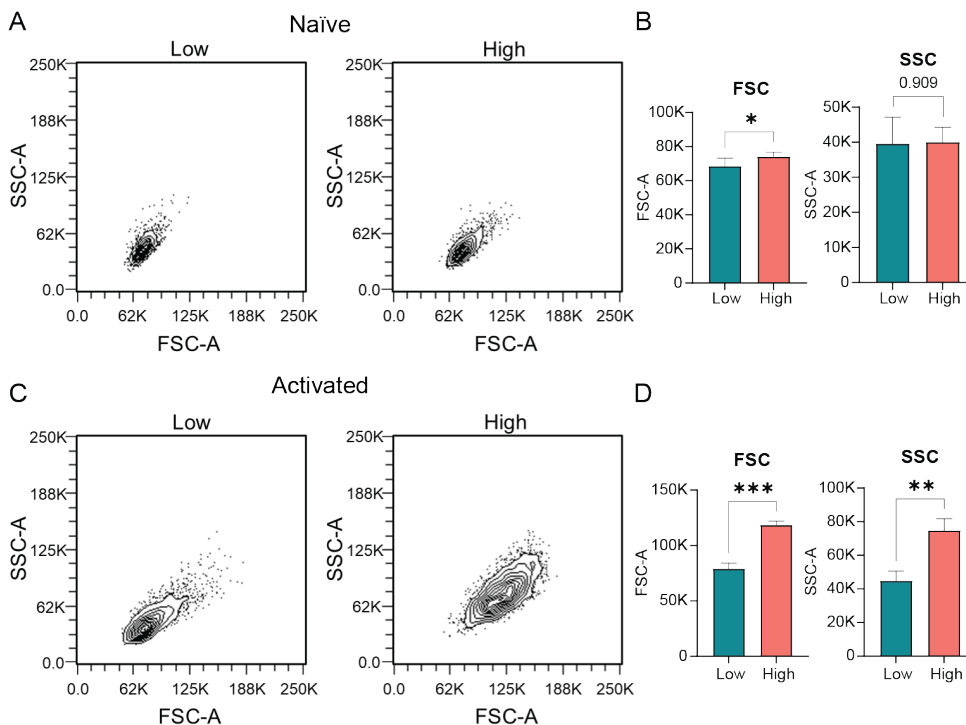 A
Naïve
Low
High
250K
188K
125K
62K
0.0
SSC-A
0.0
62K
125K
188K
250K
FSC-A
250K
188K
125K
62K
0.0
SSC-A
0.0
62K
125K
188K
250K
FSC-A
B
FSC
*
100K
80K
60K
40K
20K
0
FSC-A
Low
High
SSC
0.909
50K
40K
30K
20K
10K
0
SSC-A
Low
High
C
Activated
Low
High
250K
188K
125K
62K
0.0
SSC-A
0.0
62K
125K
188K
250K
FSC-A
250K
188K
125K
62K
0.0
SSC-A
0.0
62K
125K
188K
250K
FSC-A
D
FSC
***
150K
100K
50K
0
FSC-A
Low
High
SSC
**
100K
80K
60K
40K
20K
0
SSC-A
Low
High